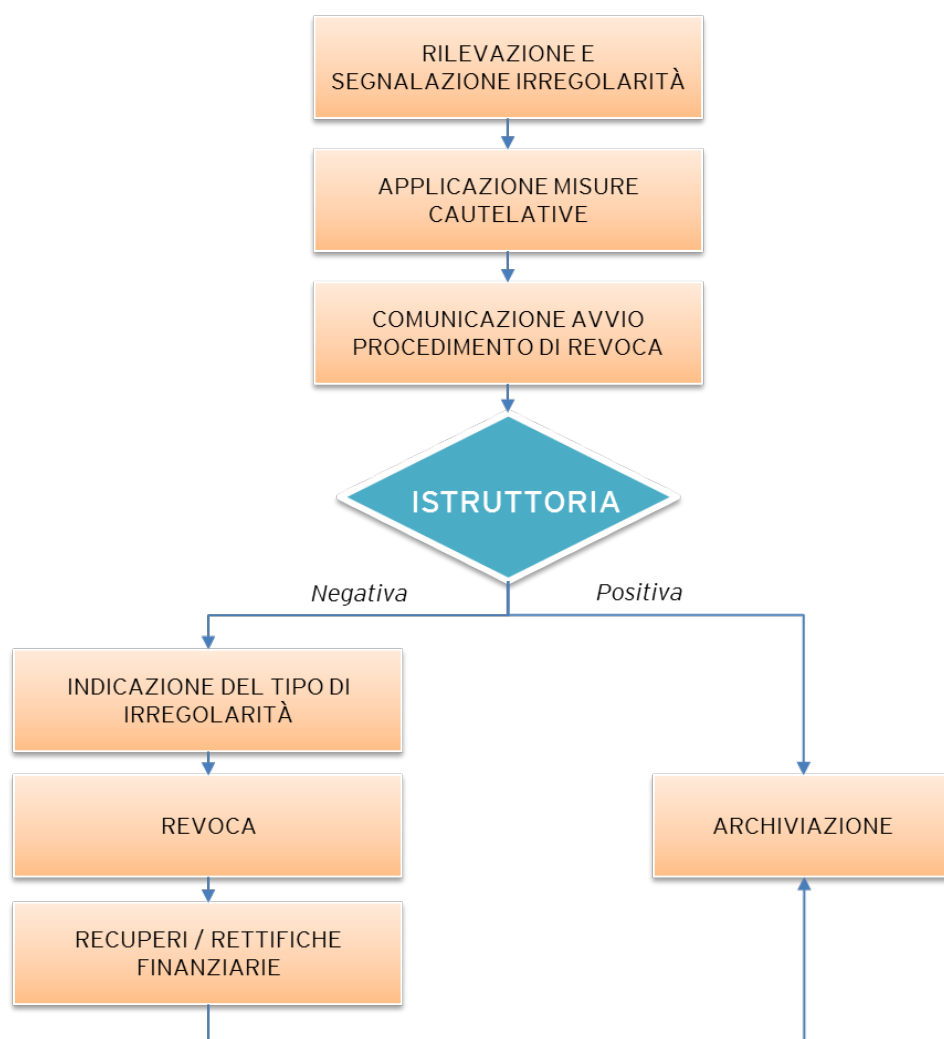 RILEVAZIONE E
SEGNALAZIONE IRREGOLARITÀ
APPLICAZIONE MISURE
CAUTELATIVE
COMUNICAZIONE AVVIO
PROCEDIMENTO DI REVOCA
ISTRUTTORIA
Negativa
Positiva
INDICAZIONE DEL TIPO DI
IRREGOLARITÀ
REVOCA
ARCHIVIAZIONE
RECUPERI / RETTIFICHE
FINANZIARIE